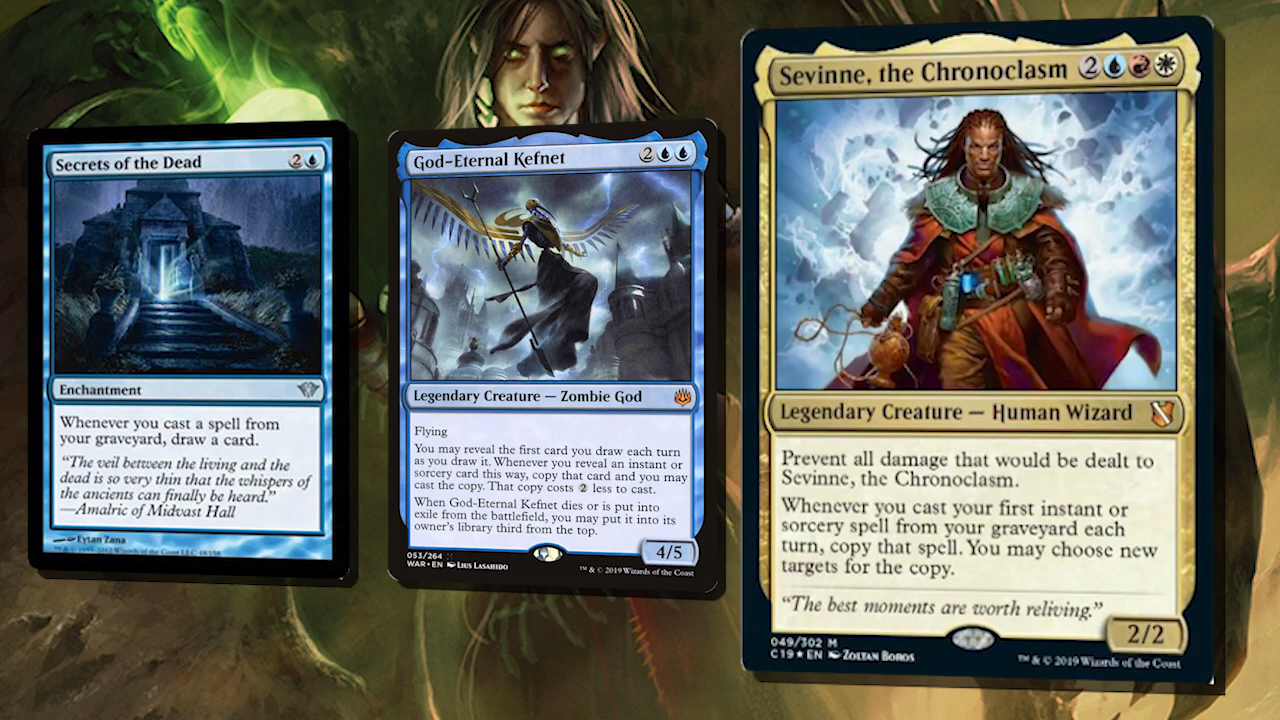 Secrets of the Dead 2
Enchantment
Whenever you cast a spell from
your graveyard, draw a card.
“The veil between the living and the
dead is so very thin that the whispers of
the ancients can finally be heard.”
—Amalric of Midvast Hall
Eytan Zana
God-Eternal Kefnet 2
Legendary Creature — Zombie God
Flying
You may reveal the first card you draw each turn
as you draw it. Whenever you reveal an instant or
sorcery card this way, copy that card and you may
cast the copy. That copy costs 2 less to cast.
When God-Eternal Kefnet dies or is put into
exile from the battlefield, you may put it into its
owner's library third from the top.
4/5
053/264
WAR • EN Lius Lasahido
™ & © 2019 Wizards of the Coast
Sevinne, the Chronoclasm 2
Legendary Creature — Human Wizard
Prevent all damage that would be dealt to
Sevinne, the Chronoclasm.
Whenever you cast your first instant or
sorcery spell from your graveyard each
turn, copy that spell. You may choose new
targets for the copy.
“The best moments are worth reliving.”
2/2
049/302 M
C19 ★ EN Zoltan Boros
™ & © 2019 Wizards of the Coast